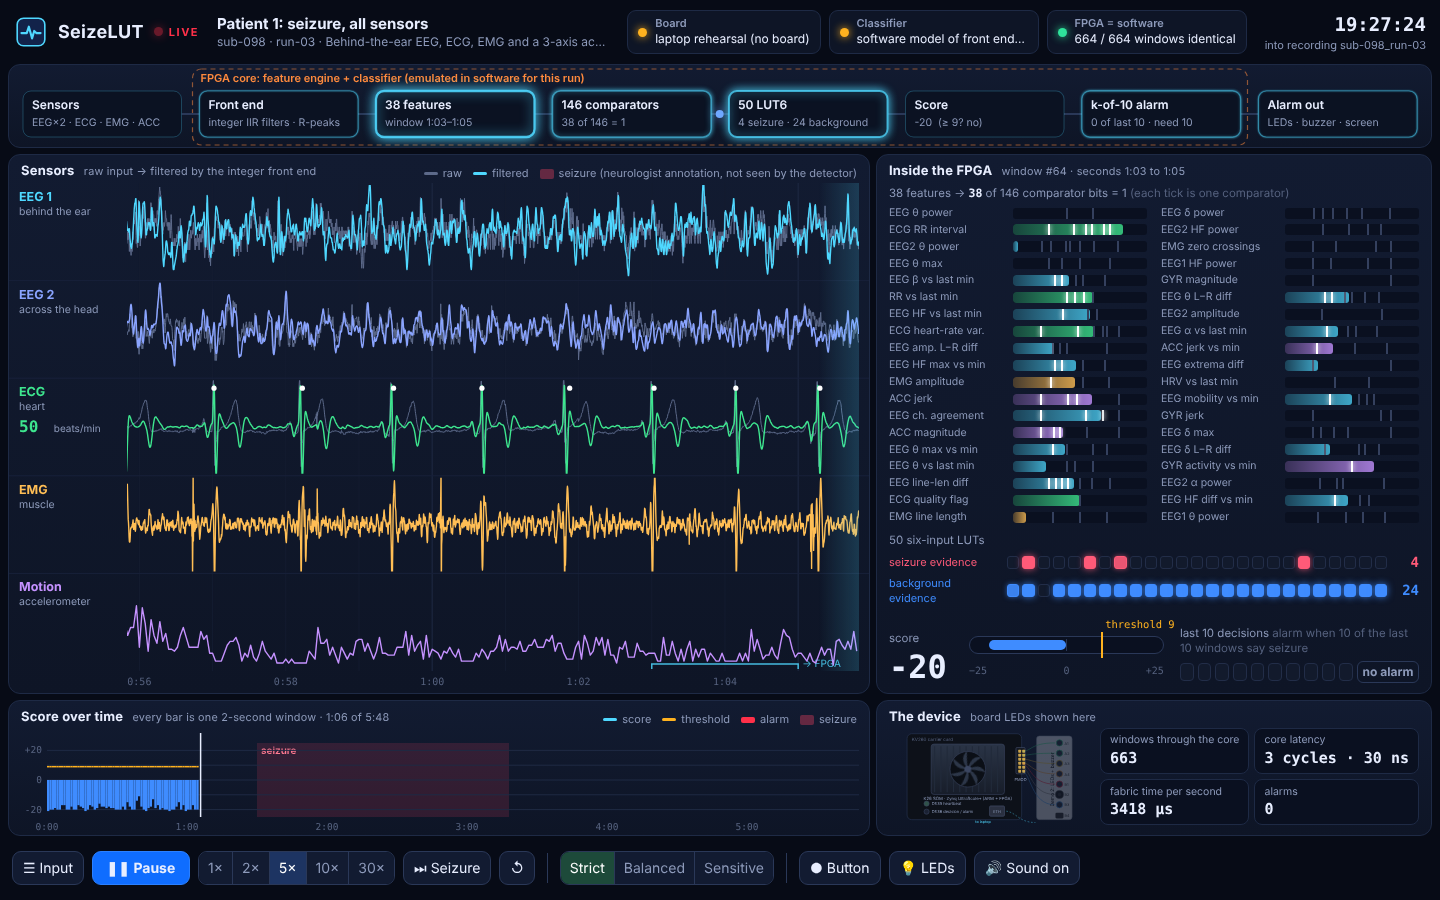 SeizeLUT
LIVE
Patient 1: seizure, all sensors
sub-098 · run-03 · Behind-the-ear EEG, ECG, EMG and a 3-axis ac...
Board
laptop rehearsal (no board)
Classifier
software model of front end...
FPGA = software
664 / 664 windows identical
19:27:24
into recording sub-098_run-03
FPGA core: feature engine + classifier (emulated in software for this run)
Sensors
EEG×2 · ECG · EMG · ACC
Front end
integer IIR filters · R-peaks
38 features
window 1:03–1:05
146 comparators
38 of 146 = 1
50 LUT6
4 seizure · 24 background
Score
-20 (≥ 9? no)
k-of-10 alarm
0 of last 10 · need 10
Alarm out
LEDs · buzzer · screen
Sensors raw input → filtered by the integer front end
raw filtered seizure (neurologist annotation, not seen by the detector)
EEG 1
behind the ear
EEG 2
across the head
ECG
heart
50 beats/min
EMG
muscle
Motion
accelerometer
→ FPGA
0:56 0:58 1:00 1:02 1:04
Inside the FPGA window #64 · seconds 1:03 to 1:05
38 features → 38 of 146 comparator bits = 1 (each tick is one comparator)
EEG θ power
ECG RR interval
EEG2 θ power
EEG θ max
EEG β vs last min
RR vs last min
EEG HF vs last min
ECG heart-rate var.
EEG amp. L−R diff
EEG HF max vs min
EMG amplitude
ACC jerk
EEG ch. agreement
ACC magnitude
EEG θ max vs min
EEG θ vs last min
EEG line-len diff
ECG quality flag
EMG line length
EEG δ power
EEG2 HF power
EMG zero crossings
EEG1 HF power
GYR magnitude
EEG θ L−R diff
EEG2 amplitude
EEG α vs last min
ACC jerk vs min
EEG extrema diff
HRV vs last min
EEG mobility vs min
GYR jerk
EEG δ max
EEG δ L−R diff
GYR activity vs min
EEG2 α power
EEG HF diff vs min
EEG1 θ power
50 six-input LUTs
seizure evidence 4
background evidence 24
score
-20
threshold 9
−25 0 +25
last 10 decisions alarm when 10 of the last
10 windows say seizure
no alarm
Score over time every bar is one 2-second window · 1:06 of 5:48
score threshold alarm seizure
seizure
+20
0
-20
0:00 1:00 2:00 3:00 4:00 5:00
The device board LEDs shown here
windows through the core
663
core latency
3 cycles · 30 ns
fabric time per second
3418 µs
alarms
0
☰ Input
❚❚ Pause
1× 2× 5× 10× 30×
⏭ Seizure
↺
Strict Balanced Sensitive
● Button
💡 LEDs
🔊 Sound on